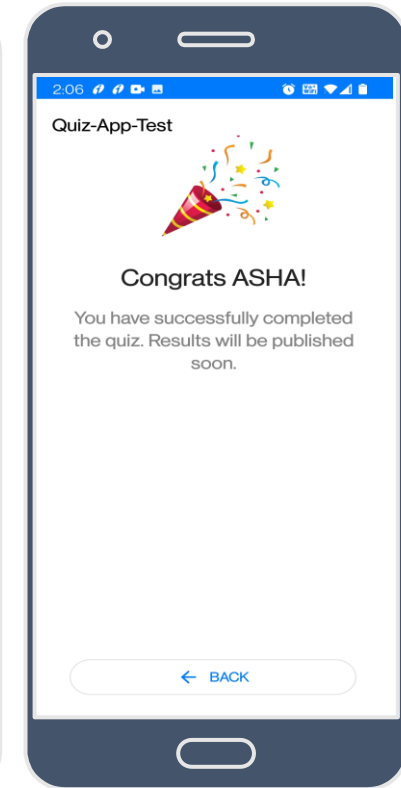 2:06
Quiz-App-Test
Congrats ASHA!
You have successfully completed
the quiz. Results will be published
soon.
← BACK